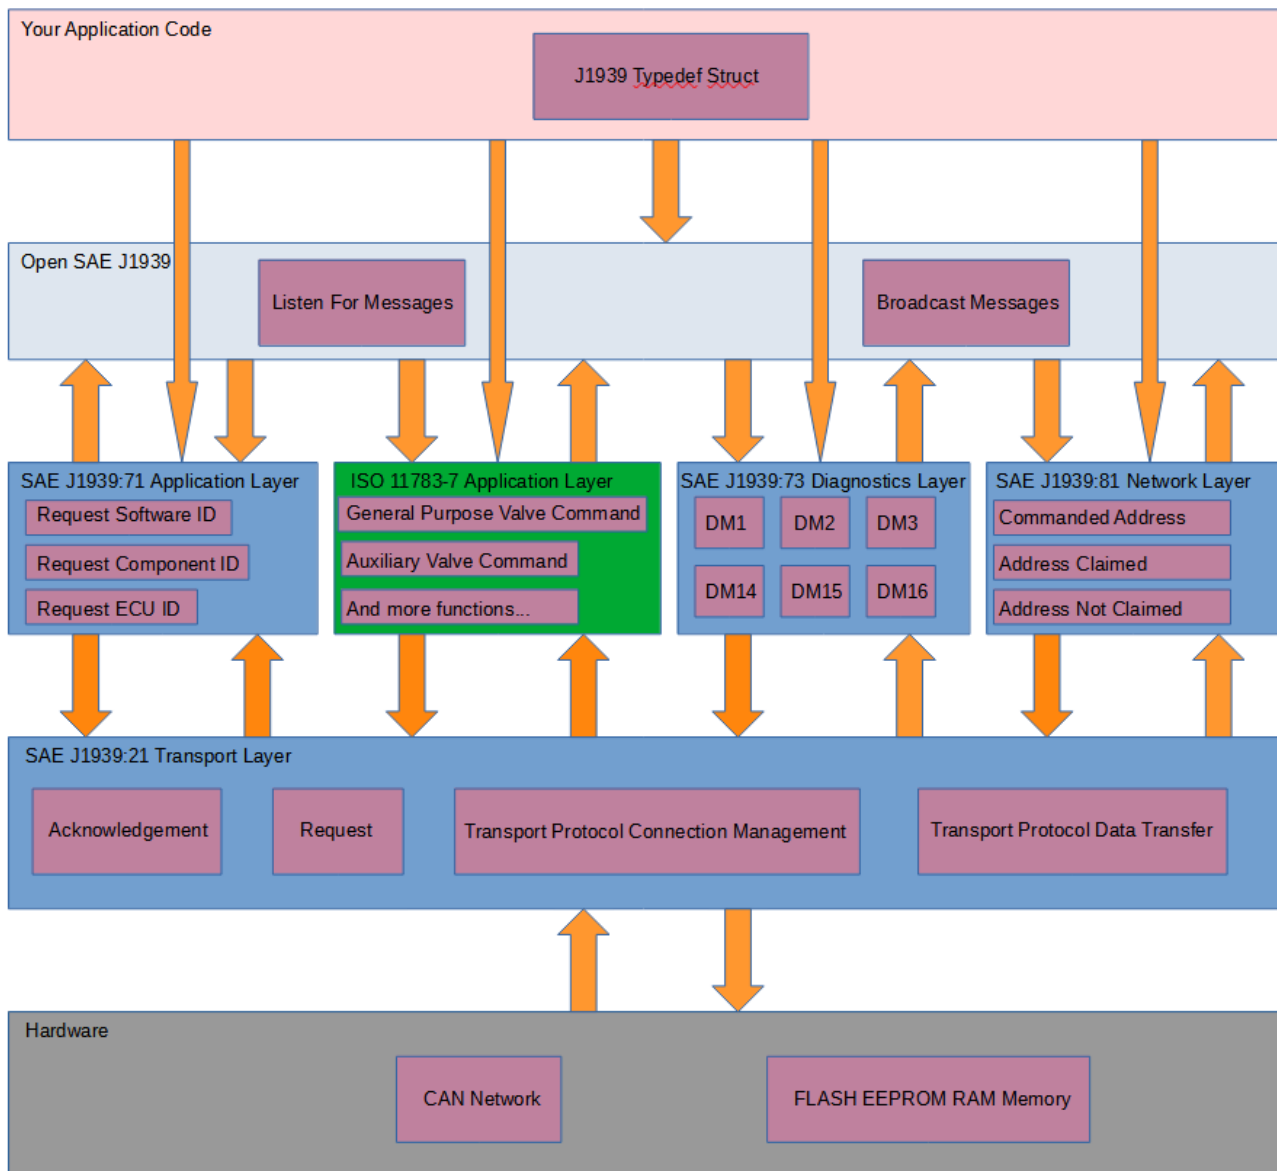 Your Application Code
J1939 Typedef Struct
Open SAE J1939
Listen For Messages
Broadcast Messages
SAE J1939:71 Application Layer
Request Software ID
Request Component ID
Request ECU ID
ISO 11783-7 Application Layer
General Purpose Valve Command
Auxiliary Valve Command
And more functions...
SAE J1939:73 Diagnostics Layer
DM1
DM2
DM3
DM14
DM15
DM16
SAE J1939:81 Network Layer
Commanded Address
Address Claimed
Address Not Claimed
SAE J1939:21 Transport Layer
Acknowledgement
Request
Transport Protocol Connection Management
Transport Protocol Data Transfer
Hardware
CAN Network
FLASH EEPROM RAM Memory